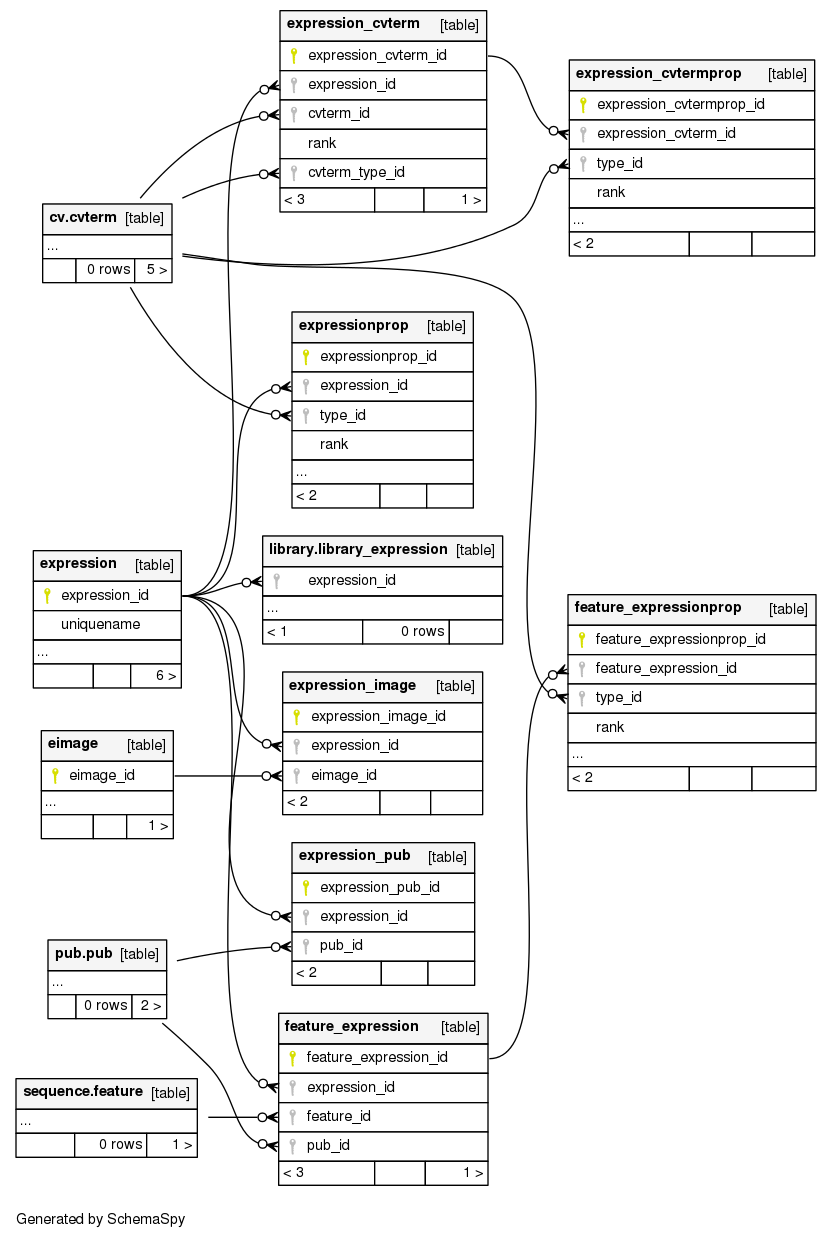 expression_cvterm [table]
expression_cvterm_id
expression_id
cvterm_id
rank
cvterm_type_id
< 3 1 >
expression_cvtermprop [table]
expression_cvtermprop_id
expression_cvterm_id
type_id
rank
...
< 2
cv.cvterm [table]
...
0 rows 5 >
expressionprop [table]
expressionprop_id
expression_id
type_id
rank
...
< 2
expression [table]
expression_id
uniquename
...
6 >
library.library_expression [table]
expression_id
...
< 1 0 rows
feature_expressionprop [table]
feature_expressionprop_id
feature_expression_id
type_id
rank
...
< 2
expression_image [table]
expression_image_id
expression_id
eimage_id
< 2
eimage [table]
eimage_id
...
1 >
expression_pub [table]
expression_pub_id
expression_id
pub_id
< 2
pub.pub [table]
...
0 rows 2 >
feature_expression [table]
feature_expression_id
expression_id
feature_id
pub_id
< 3 1 >
sequence.feature [table]
...
0 rows 1 >
Generated by SchemaSpy